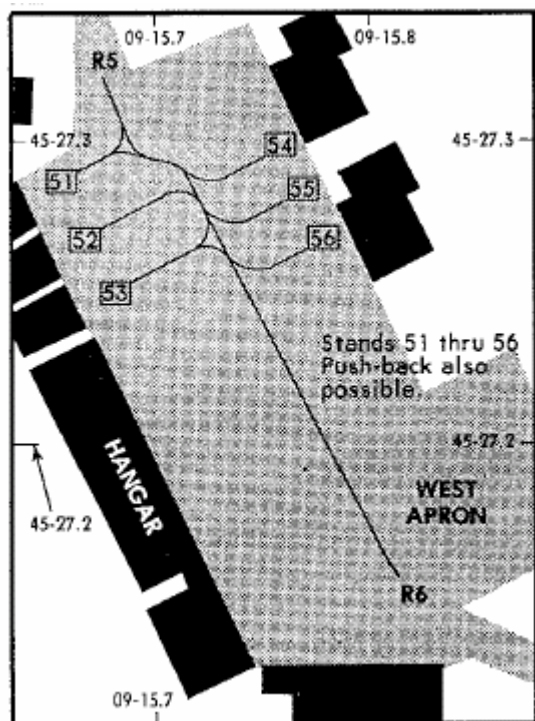 09-15.7
09-15.8
R5
45-27.3
45-27.3
54
51
55
52
56
53
Stands 51 thru 56
Push-back also
possible.
HANGAR
45-27.2
WEST
APRON
45-27.2
R6
09-15.7